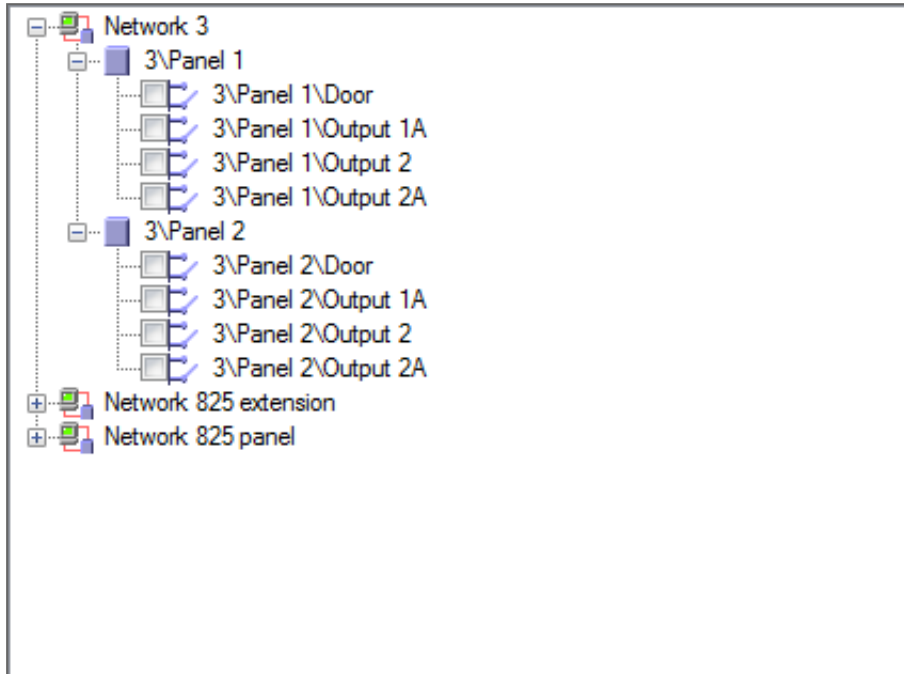 Network 3
3\Panel 1
3\Panel 1\Door
3\Panel 1\Output 1A
3\Panel 1\Output 2
3\Panel 1\Output 2A
3\Panel 2
3\Panel 2\Door
3\Panel 2\Output 1A
3\Panel 2\Output 2
3\Panel 2\Output 2A
Network 825 extension
Network 825 panel